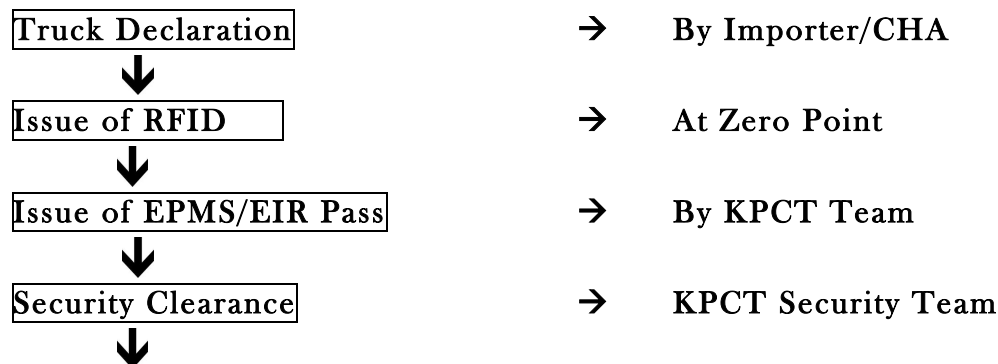 Truck Declaration → By Importer/CHA
Issue of RFID → At Zero Point
Issue of EPMS/EIR Pass → By KPCT Team
Security Clearance → KPCT Security Team